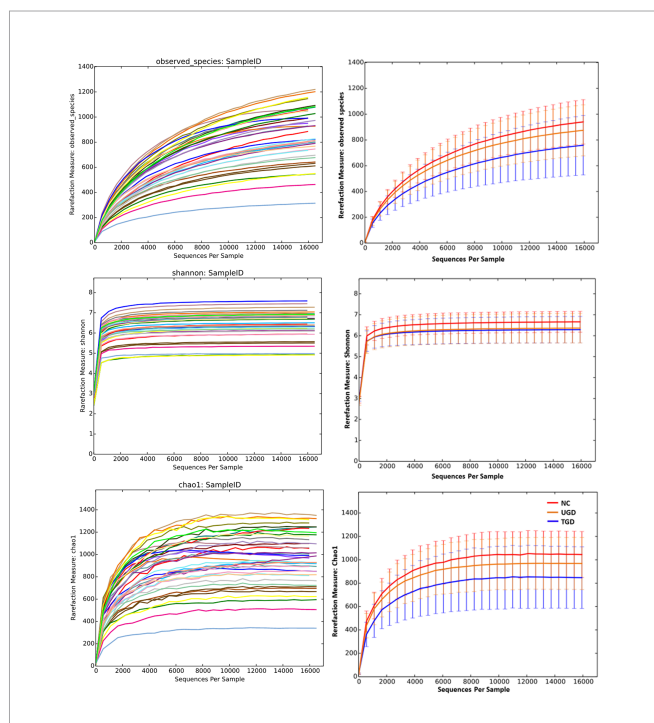 observed_species: SampleID
1400
1200
1000
800
600
400
200
0
0 2000 4000 6000 8000 10000 12000 14000 16000
Rarefaction Measure: observed_species
Sequences Per Sample
1400
1200
1000
800
600
400
200
0
0 2000 4000 6000 8000 10000 12000 14000 16000
Rerefaction Measure: observed species
Sequences Per Sample
shannon: SampleID
8
7
6
5
4
3
2
1
0
0 2000 4000 6000 8000 10000 12000 14000 16000
Rarefaction Measure: shannon
Sequences Per Sample
8
7
6
5
4
3
2
1
0
0 2000 4000 6000 8000 10000 12000 14000 16000
Rerefaction Measure: Shannon
Sequences Per Sample
chao1: SampleID
1400
1200
1000
800
600
400
200
0
0 2000 4000 6000 8000 10000 12000 14000 16000
Rarefaction Measure: chao1
Sequences Per Sample
NC
UGD
TGD
1400
1200
1000
800
600
400
200
0
0 2000 4000 6000 8000 10000 12000 14000 16000
Rerefaction Measure: Chao1
Sequences Per Sample